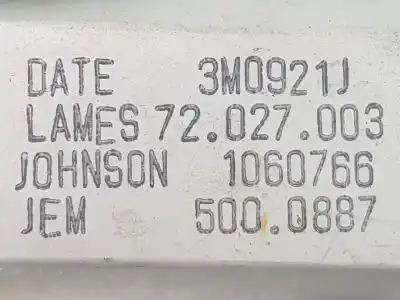 DATE 3M0921J
LAMES 72.027.003
JOHNSON 1060766
JEM 500.0887